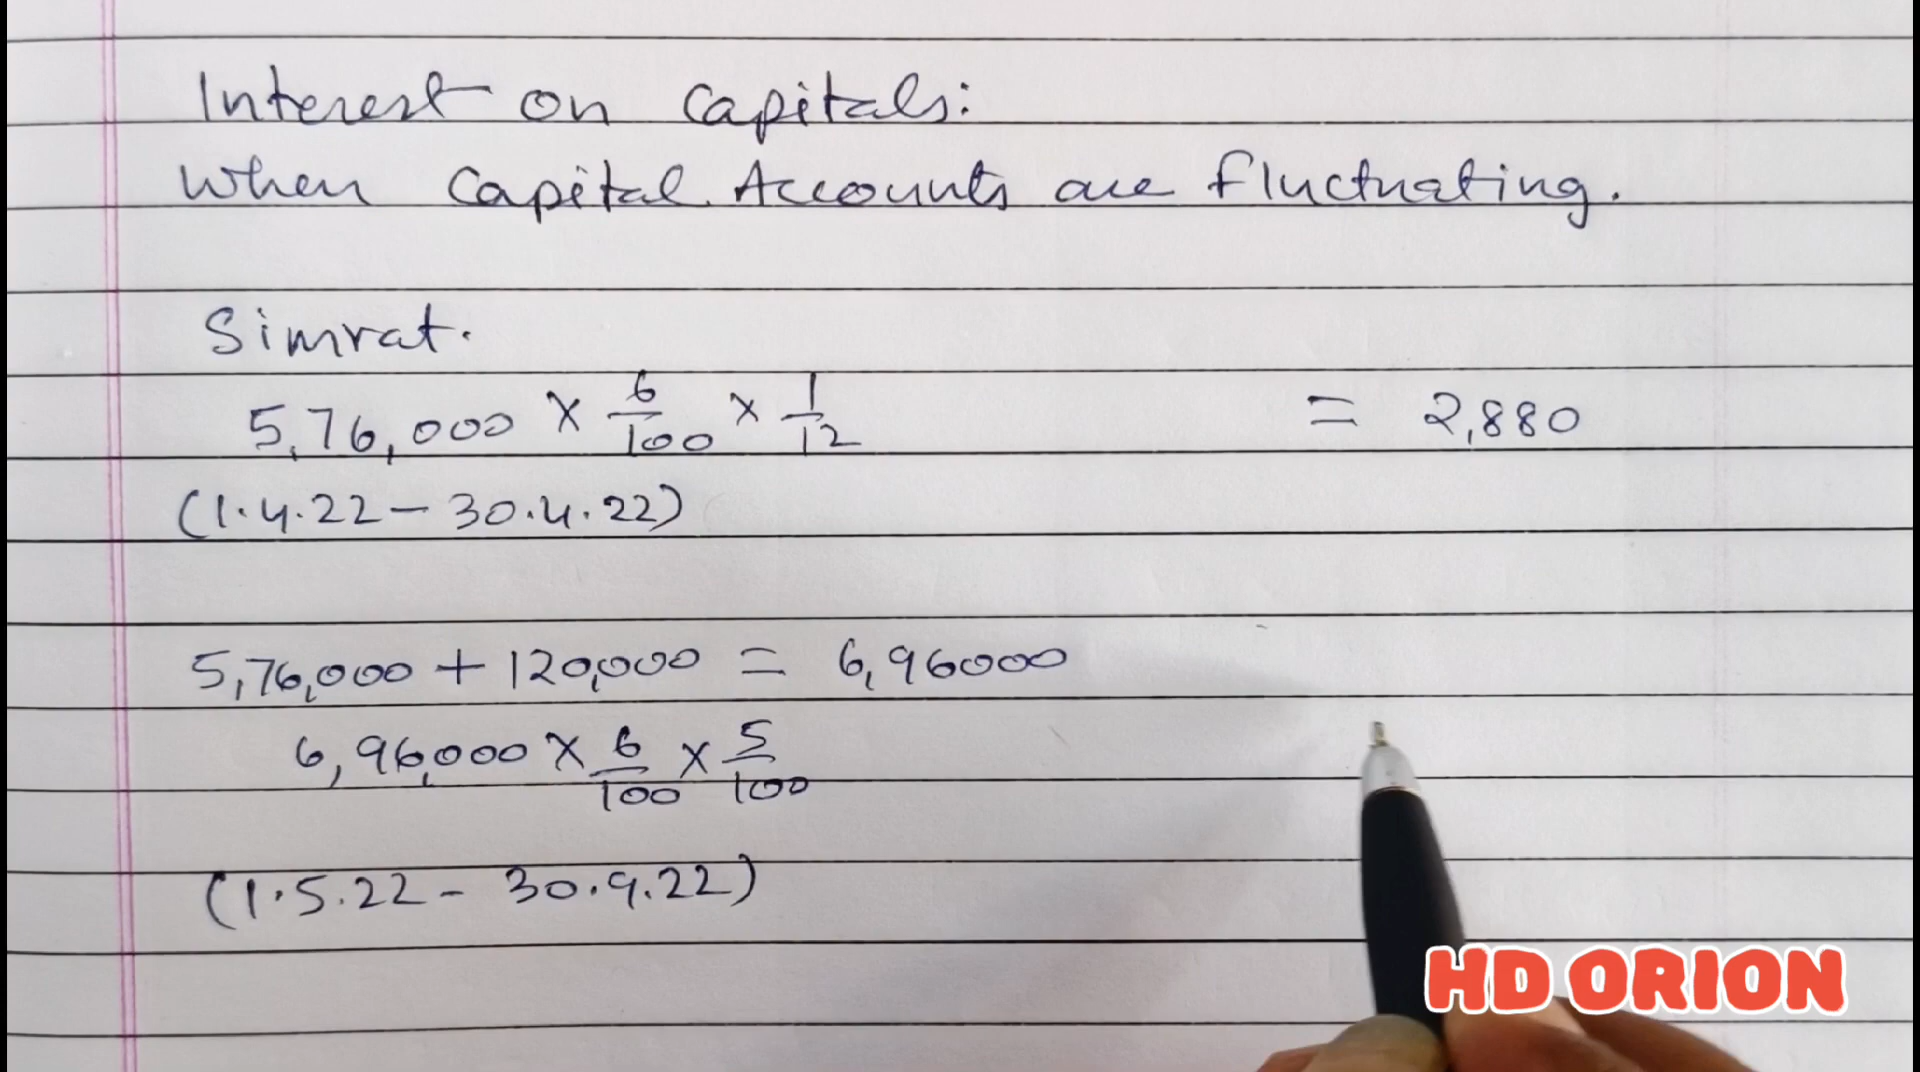 Interest on Capitals:
When Capital Accounts are fluctuating.
Simrat.
5,76,000 × 6/100 × 1/12 = 2,880
(1.4.22 - 30.4.22)
5,76,000 + 120,000 = 6,96000
6,96,000 × 6/100 × 5/100
(1.5.22 - 30.9.22)
HD ORION